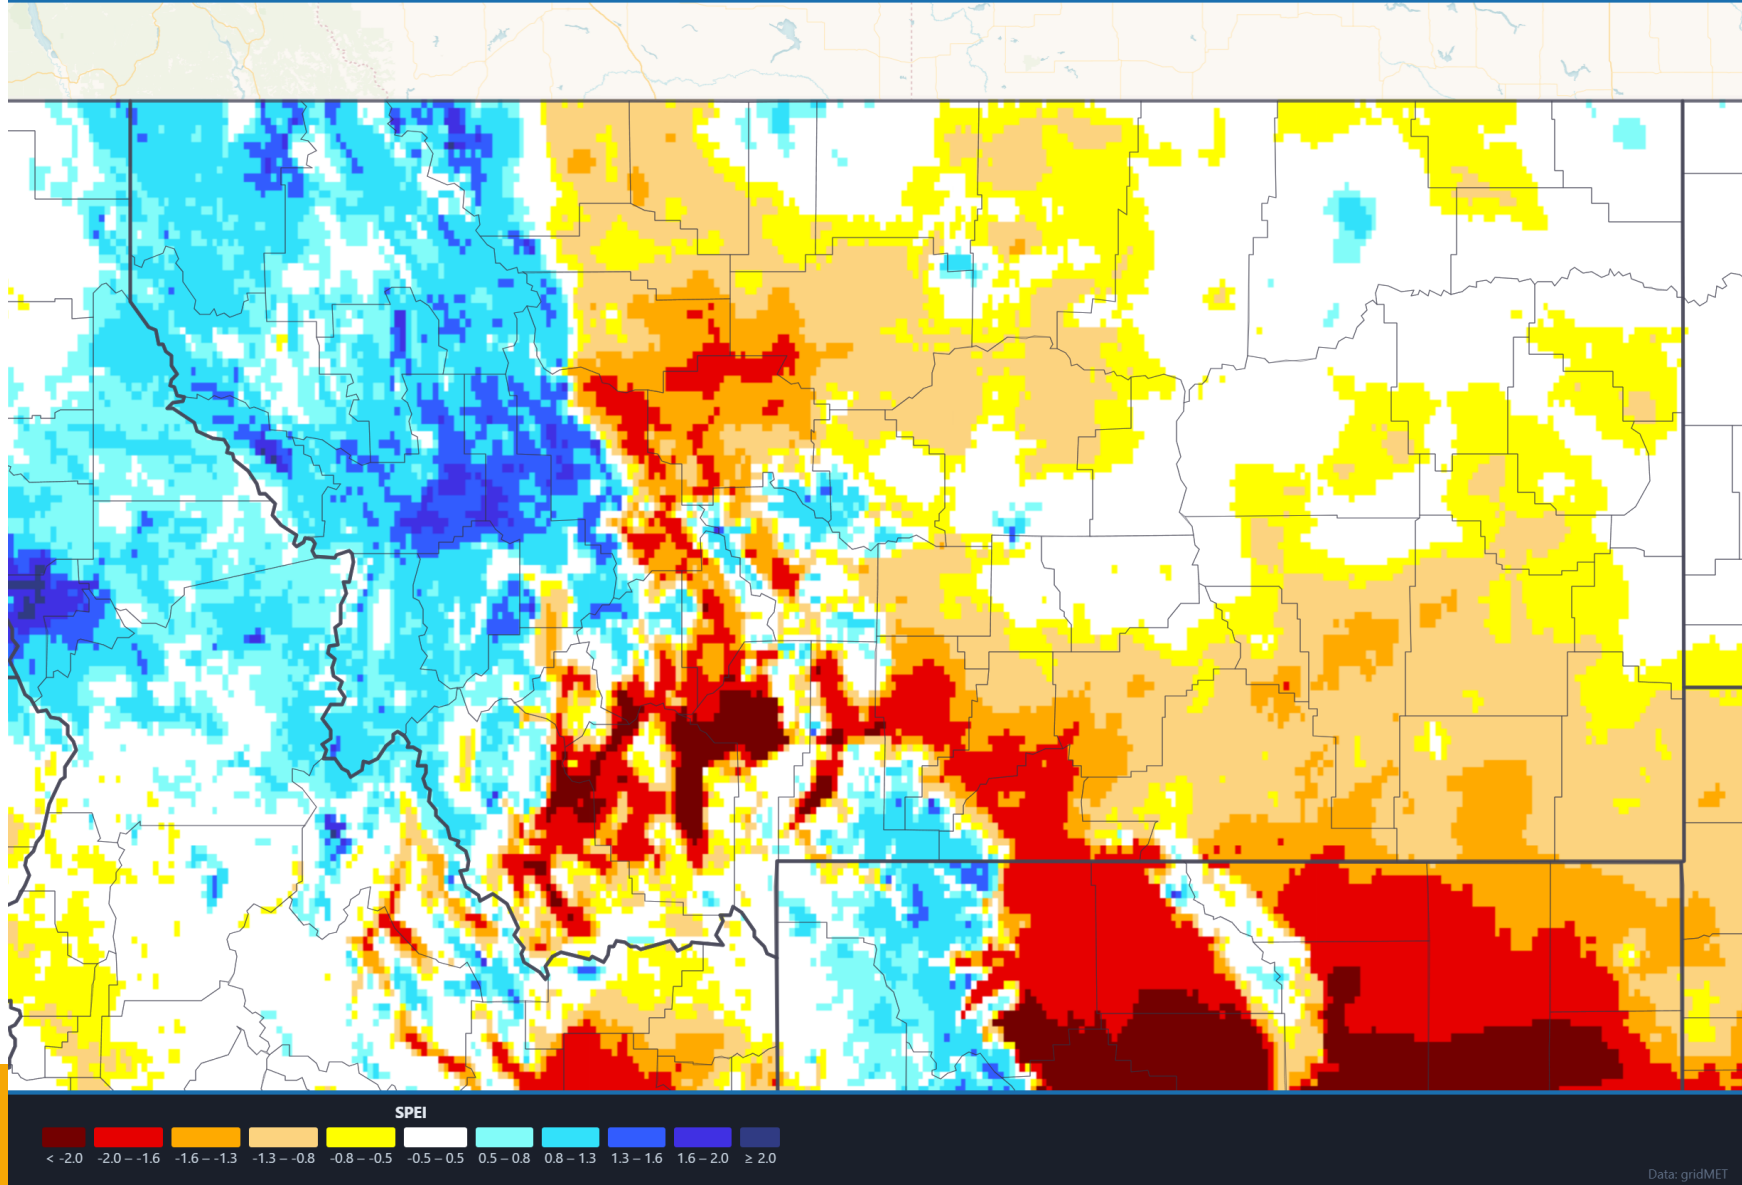 SPEI
< -2.0 -2.0 – -1.6 -1.6 – -1.3 -1.3 – -0.8 -0.8 – -0.5 -0.5 – 0.5 0.5 – 0.8 0.8 – 1.3 1.3 – 1.6 1.6 – 2.0 ≥ 2.0
Data: gridMET